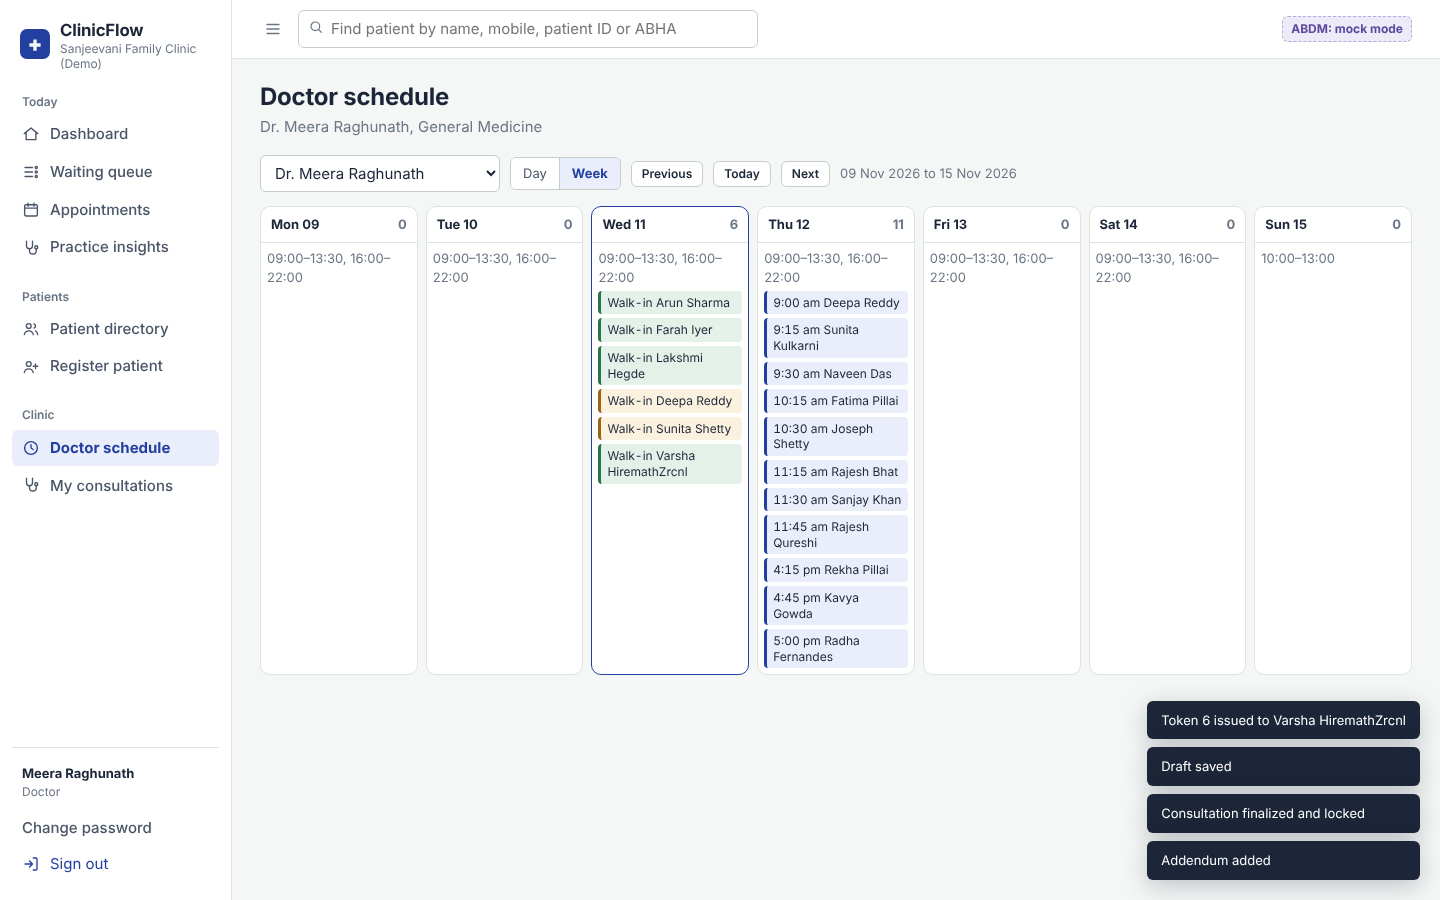 ClinicFlow
Sanjeevani Family Clinic
(Demo)
Today
Dashboard
Waiting queue
Appointments
Practice insights
Patients
Patient directory
Register patient
Clinic
Doctor schedule
My consultations
Meera Raghunath
Doctor
Change password
Sign out
Find patient by name, mobile, patient ID or ABHA
ABDM: mock mode
Doctor schedule
Dr. Meera Raghunath, General Medicine
Dr. Meera Raghunath
Day
Week
Previous
Today
Next
09 Nov 2026 to 15 Nov 2026
Mon 09 0
09:00–13:30, 16:00–
22:00
Tue 10 0
09:00–13:30, 16:00–
22:00
Wed 11 6
09:00–13:30, 16:00–
22:00
Walk-in Arun Sharma
Walk-in Farah Iyer
Walk-in Lakshmi
Hegde
Walk-in Deepa Reddy
Walk-in Sunita Shetty
Walk-in Varsha
HiremathZrcnl
Thu 12 11
09:00–13:30, 16:00–
22:00
9:00 am Deepa Reddy
9:15 am Sunita
Kulkarni
9:30 am Naveen Das
10:15 am Fatima Pillai
10:30 am Joseph
Shetty
11:15 am Rajesh Bhat
11:30 am Sanjay Khan
11:45 am Rajesh
Qureshi
4:15 pm Rekha Pillai
4:45 pm Kavya
Gowda
5:00 pm Radha
Fernandes
Fri 13 0
09:00–13:30, 16:00–
22:00
Sat 14 0
09:00–13:30, 16:00–
22:00
Sun 15 0
10:00–13:00
Token 6 issued to Varsha HiremathZrcnl
Draft saved
Consultation finalized and locked
Addendum added